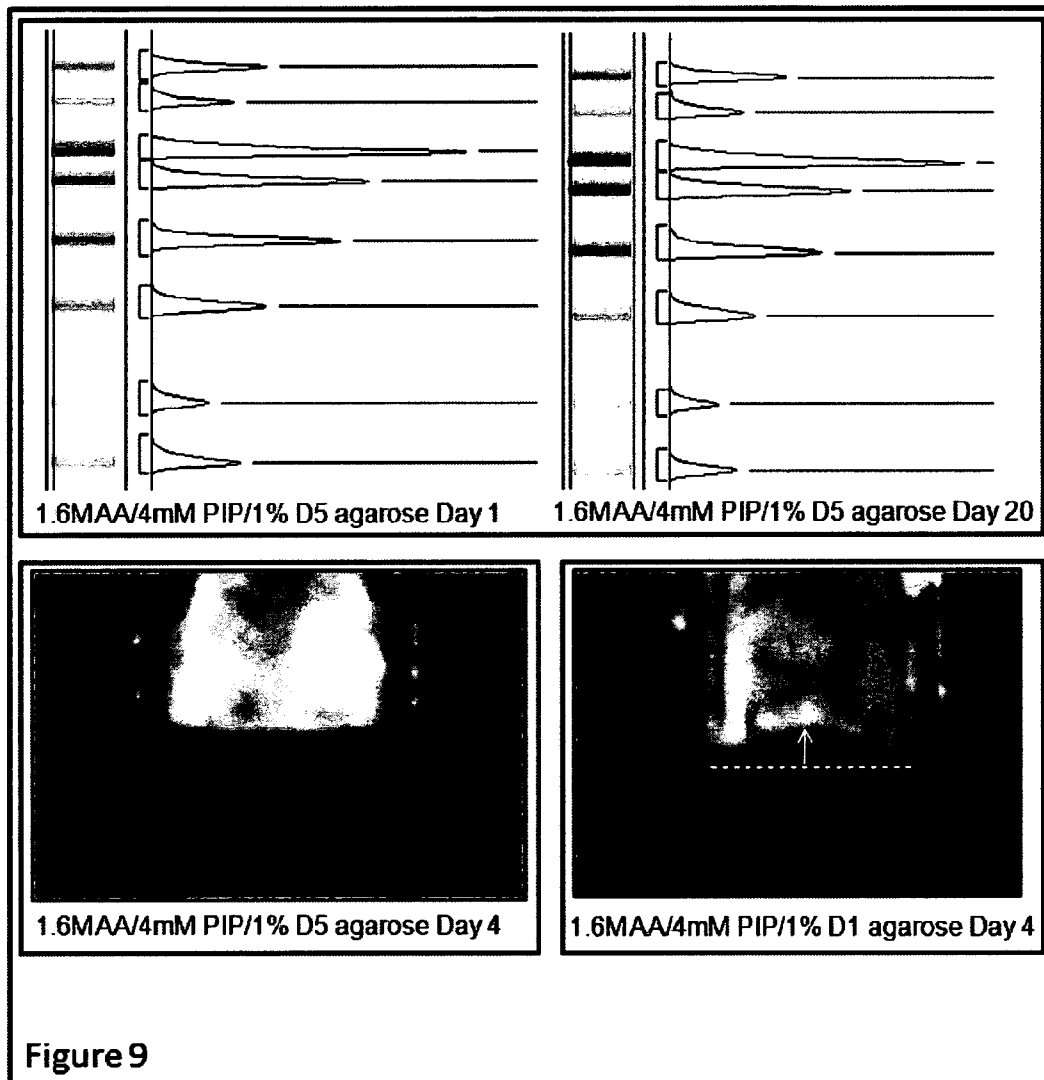 1.6MAA/4mM PIP/1% D5 agarose Day 1
1.6MAA/4mM PIP/1% D5 agarose Day 20
1.6MAA/4mM PIP/1% D5 agarose Day 4
1.6MAA/4mM PIP/1% D1 agarose Day 4
Figure 9